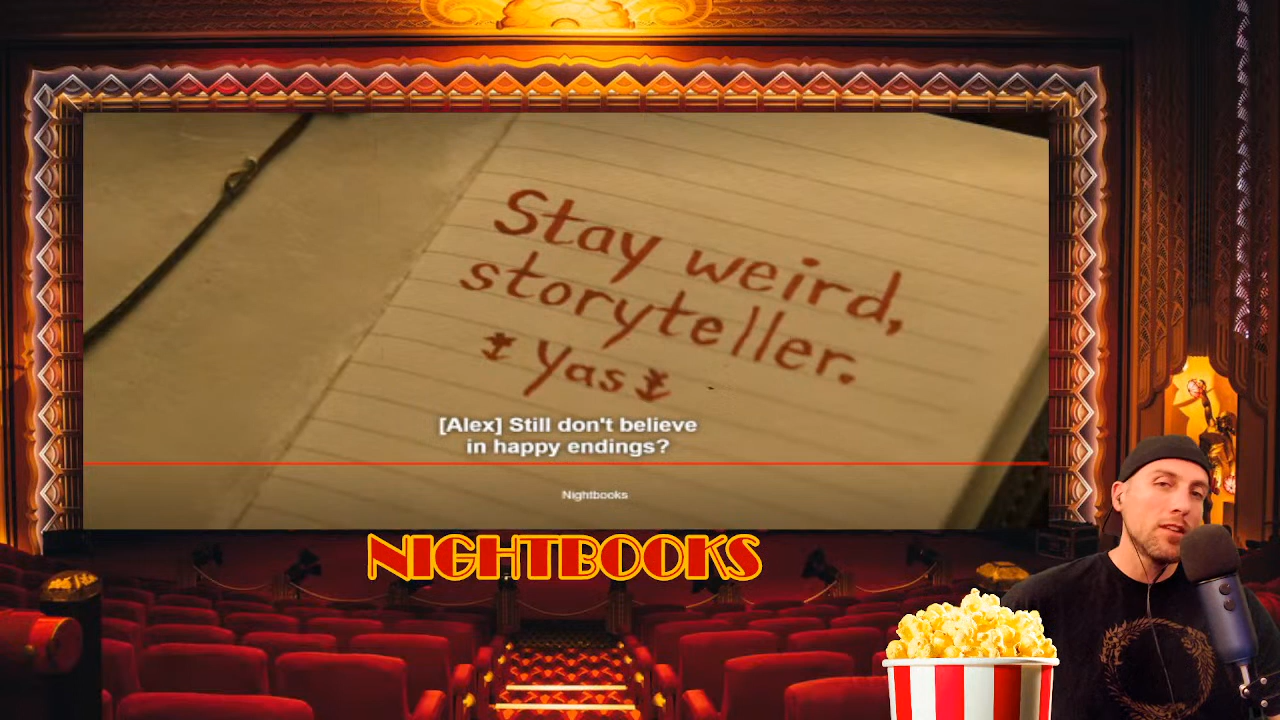 Stay weird,
storyteller.
Yas
[Alex] Still don't believe
in happy endings?
Nightbooks
NIGHTBOOKS